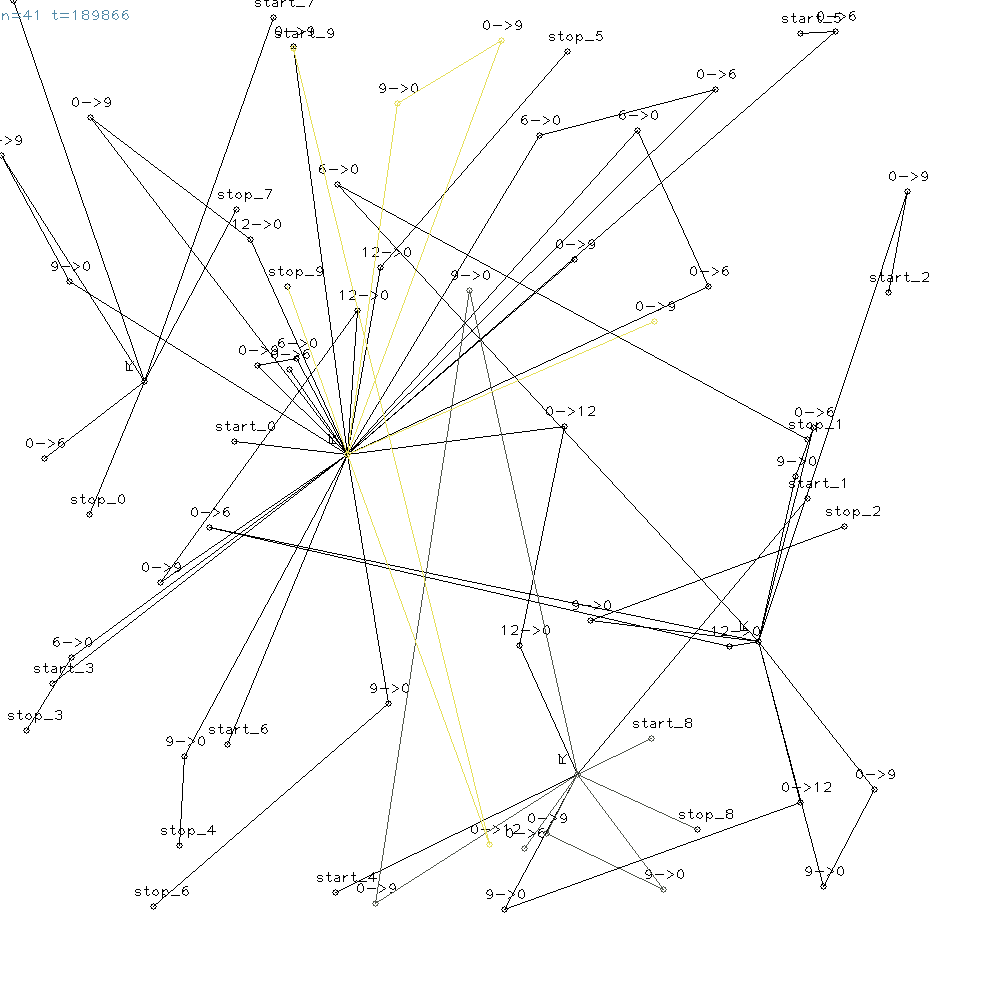 start_7
n=41 t=189866
start_5
0->6
0->9
start_9
0->9
stop_5
0->6
9->0
0->9
6->0
6->0
->9
6->0
0->9
stop_7
12->0
0->9
12->0
9->0
stop_9
9->0
0->6
start_2
12->0
0->9
6->0
0->9
0->6
0->12
0->6
stop_1
start_0
R
0->6
9->0
start_1
stop_0
0->6
stop_2
0->9
9->0
12->0
12->0
R
6->0
start_3
stop_3
start_8
start_6
9->0
9->0
R
0->9
0->12
stop_8
0->9
0->12
0->6
stop_4
9->0
9->0
start_4
0->9
stop_6
9->0
R